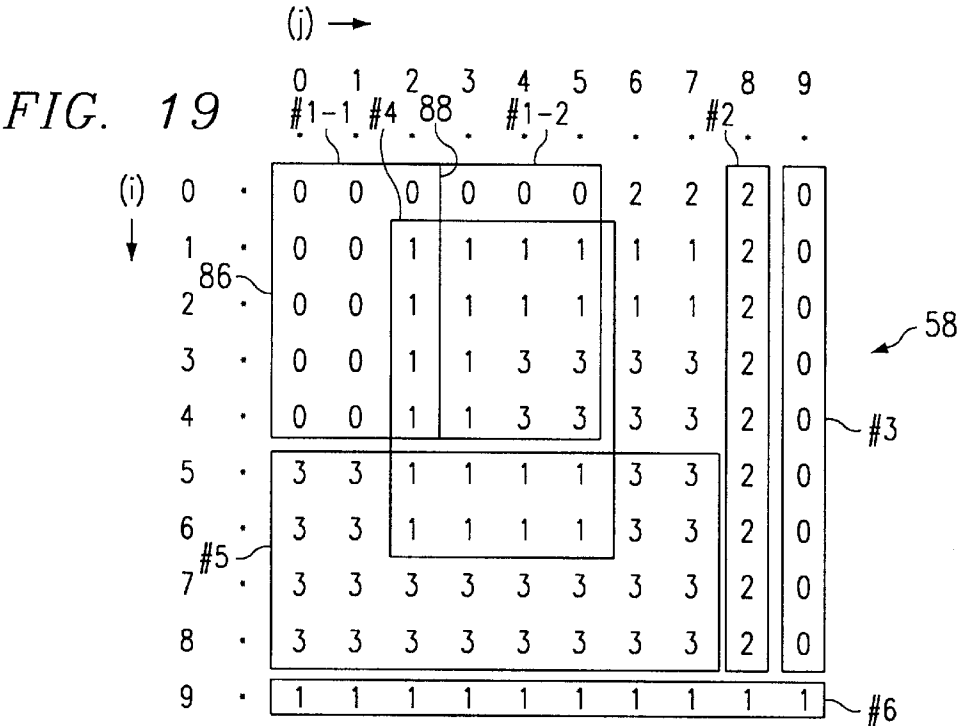 (j)
FIG. 19
0 1 2 3 4 5 6 7 8 9
#1-1 #4 88 #1-2 #2
(i) 0 · 0 0 0 0 0 0 2 2 2 0
1 · 0 0 1 1 1 1 1 1 2 0
86
2 · 0 0 1 1 1 1 1 1 2 0
58
3 · 0 0 1 1 3 3 3 3 2 0
4 · 0 0 1 1 3 3 3 3 2 0
#3
5 · 3 3 1 1 1 1 3 3 2 0
6 · 3 3 1 1 1 1 3 3 2 0
#5
7 · 3 3 3 3 3 3 3 3 2 0
8 · 3 3 3 3 3 3 3 3 2 0
9 · 1 1 1 1 1 1 1 1 1 1
#6